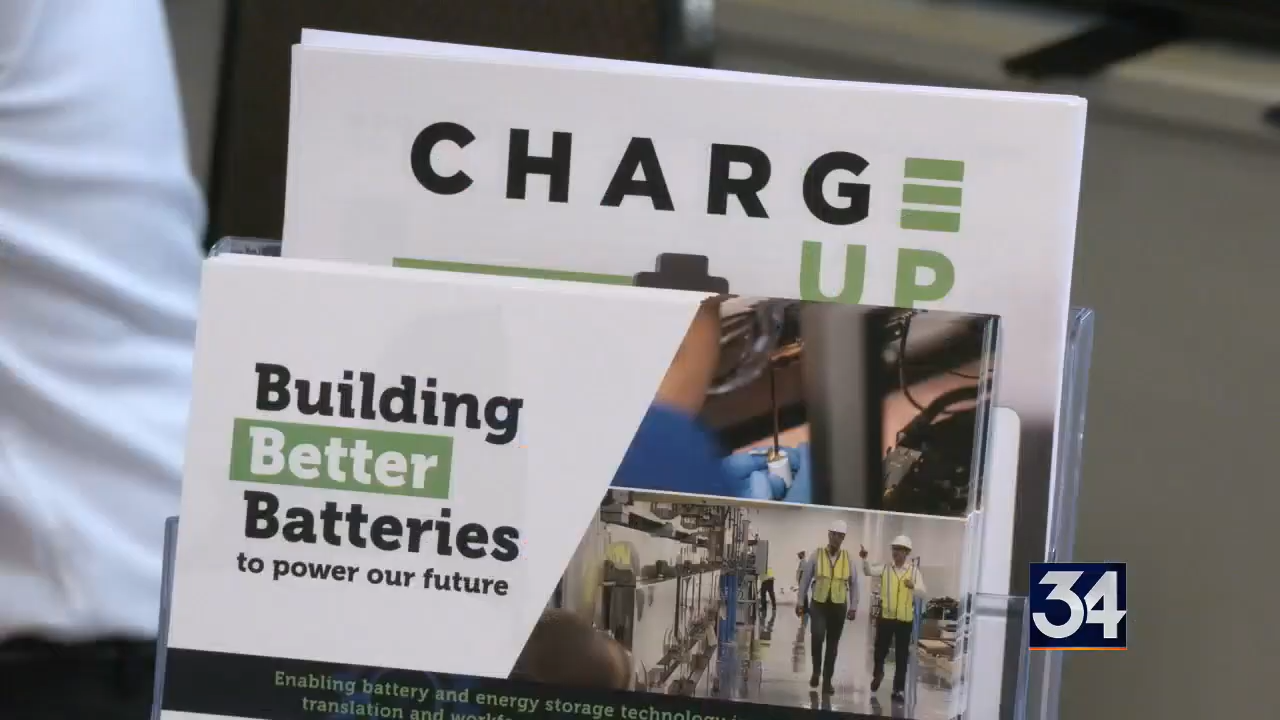 CHARGE
UP
Building
Better
Batteries
to power our future
Enabling battery and energy storage technology
translation and
34